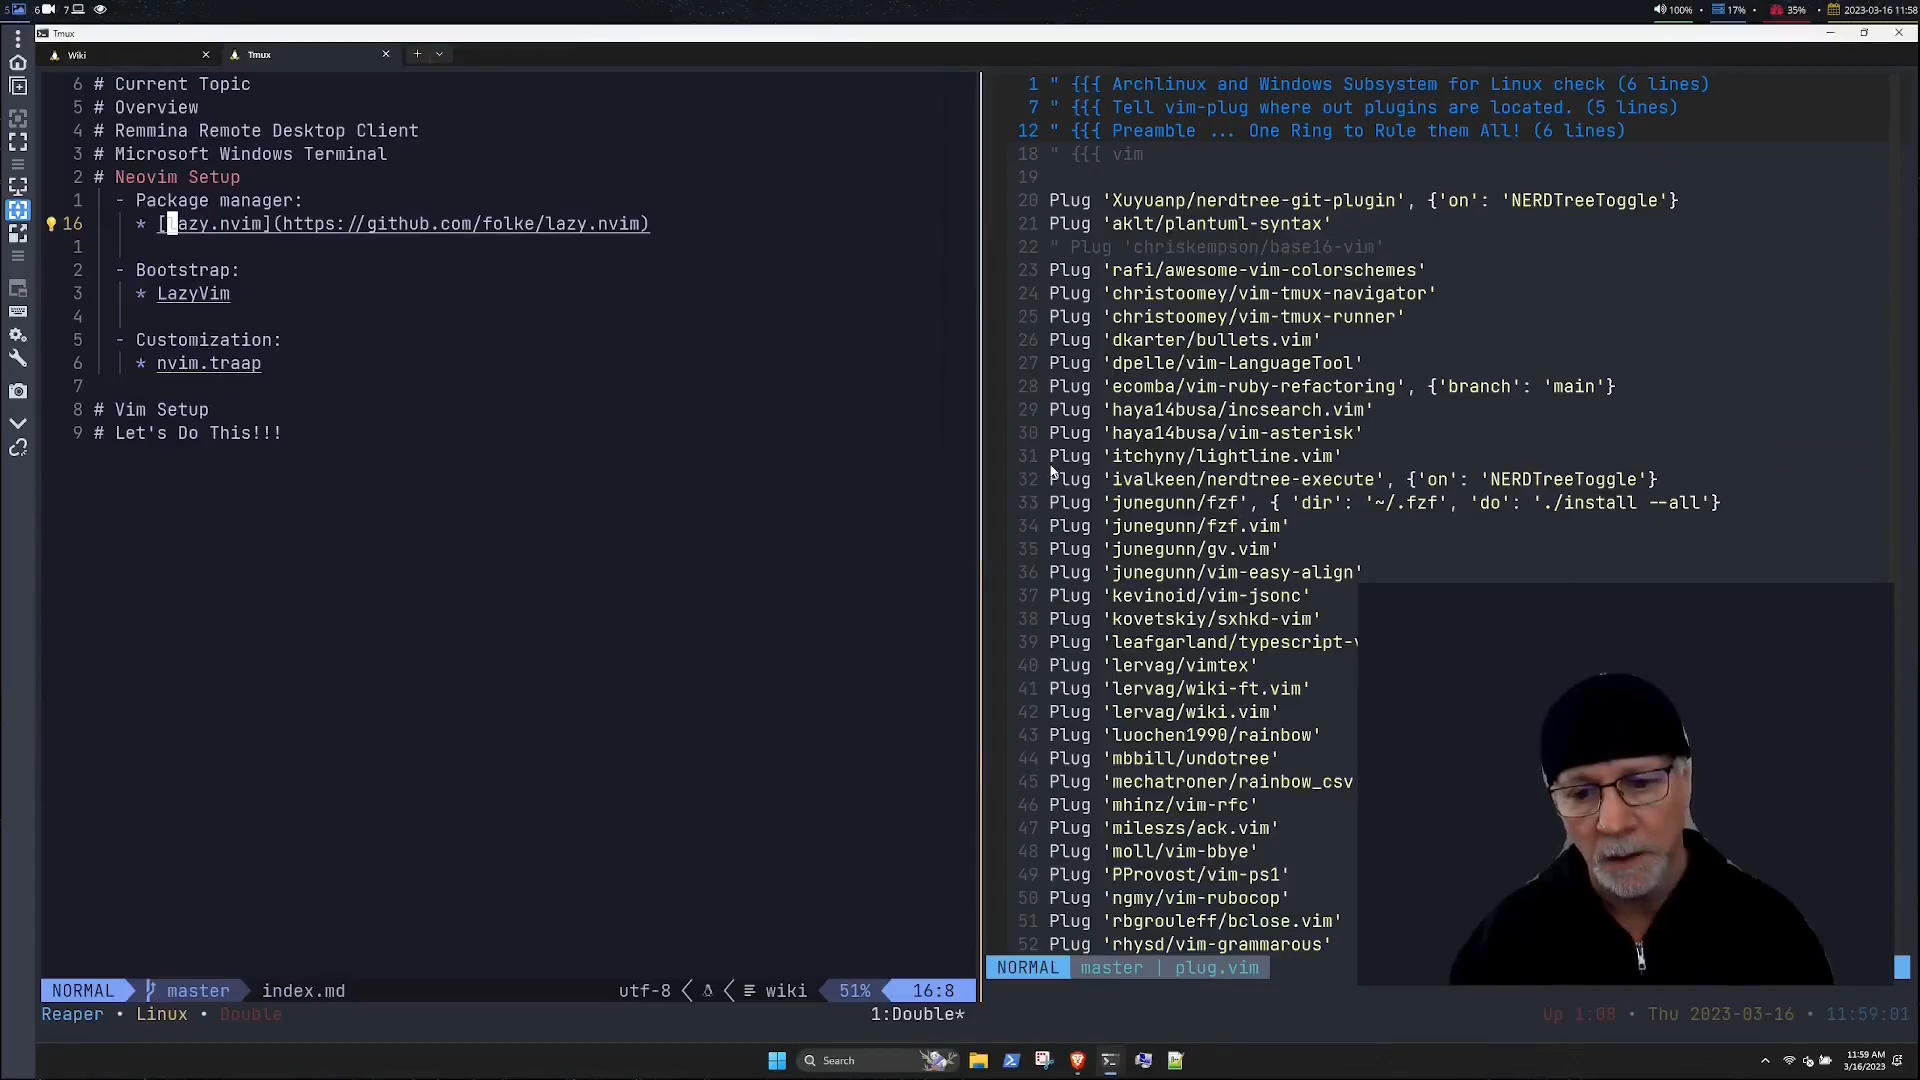 5 6 7
100% • 17% • 35% • 2023-03-16 11:58
Tmux
Wiki
Tmux
6 # Current Topic
5 # Overview
4 # Remmina Remote Desktop Client
3 # Microsoft Windows Terminal
2 # Neovim Setup
1 - Package manager:
16 * [lazy.nvim](https://github.com/folke/lazy.nvim)
1
2 - Bootstrap:
3 * LazyVim
4
5 - Customization:
6 * nvim.traap
7
8 # Vim Setup
9 # Let's Do This!!!
NORMAL master index.md utf-8 wiki 51% 16:8
1 " {{{ Archlinux and Windows Subsystem for Linux check (6 lines)
7 " {{{ Tell vim-plug where out plugins are located. (5 lines)
12 " {{{ Preamble ... One Ring to Rule them All! (6 lines)
18 " {{{ vim
19
20 Plug 'Xuyuanp/nerdtree-git-plugin', {'on': 'NERDTreeToggle'}
21 Plug 'aklt/plantuml-syntax'
22 " Plug 'chriskempson/base16-vim'
23 Plug 'rafi/awesome-vim-colorschemes'
24 Plug 'christoomey/vim-tmux-navigator'
25 Plug 'christoomey/vim-tmux-runner'
26 Plug 'dkarter/bullets.vim'
27 Plug 'dpelle/vim-LanguageTool'
28 Plug 'ecomba/vim-ruby-refactoring', {'branch': 'main'}
29 Plug 'haya14busa/incsearch.vim'
30 Plug 'haya14busa/vim-asterisk'
31 Plug 'itchyny/lightline.vim'
32 Plug 'ivalkeen/nerdtree-execute', {'on': 'NERDTreeToggle'}
33 Plug 'junegunn/fzf', { 'dir': '~/.fzf', 'do': './install --all'}
34 Plug 'junegunn/fzf.vim'
35 Plug 'junegunn/gv.vim'
36 Plug 'junegunn/vim-easy-align'
37 Plug 'kevinoid/vim-jsonc'
38 Plug 'kovetskiy/sxhkd-vim'
39 Plug 'leafgarland/typescript-v
40 Plug 'lervag/vimtex'
41 Plug 'lervag/wiki-ft.vim'
42 Plug 'lervag/wiki.vim'
43 Plug 'luochen1990/rainbow'
44 Plug 'mbbill/undotree'
45 Plug 'mechatroner/rainbow_csv
46 Plug 'mhinz/vim-rfc'
47 Plug 'mileszs/ack.vim'
48 Plug 'moll/vim-bbye'
49 Plug 'PProvost/vim-ps1'
50 Plug 'ngmy/vim-rubocop'
51 Plug 'rbgrouleff/bclose.vim'
52 Plug 'rhysd/vim-grammarous'
NORMAL master | plug.vim
Reaper • Linux • Double 1:Double* Up 1:08 • Thu 2023-03-16 • 11:59:01
Search
11:59 AM
3/16/2023